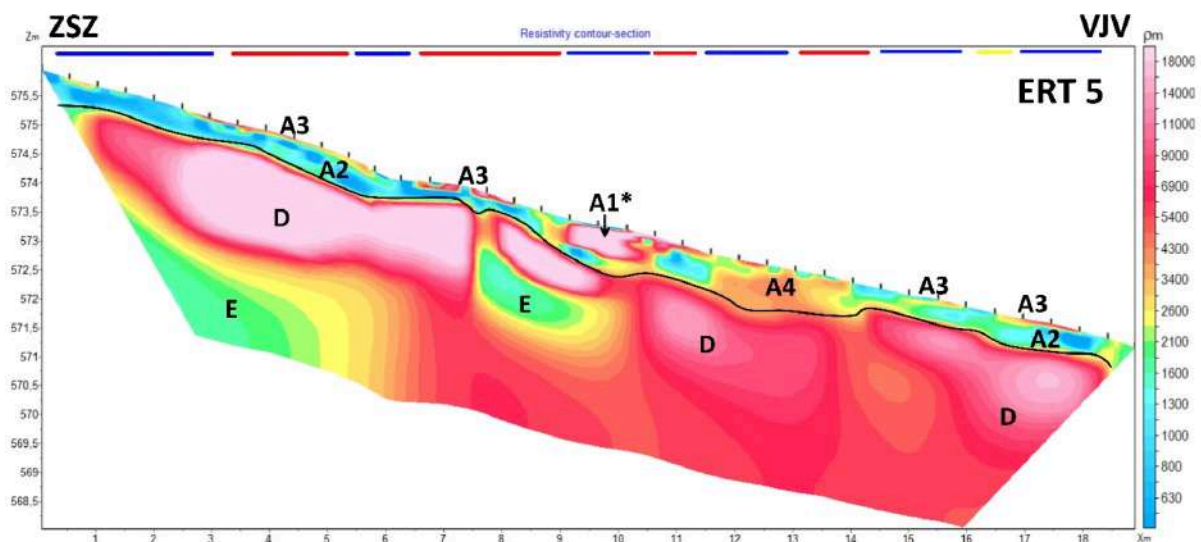 ZSZ
Resistivity contour-section
VJV
Zm
ρm
ERT 5
575.5
575
574.5
574
573.5
573
572.5
572
571.5
571
570.5
570
569.5
569
568.5
A3
A2
A3
A1*
D
E
E
D
A4
A3
A3
A2
D
18000
14000
9000
6900
5400
4300
2600
2100
1600
1300
1000
800
630
1 2 3 4 5 6 7 8 9 10 11 12 13 14 15 16 17 18 Xm